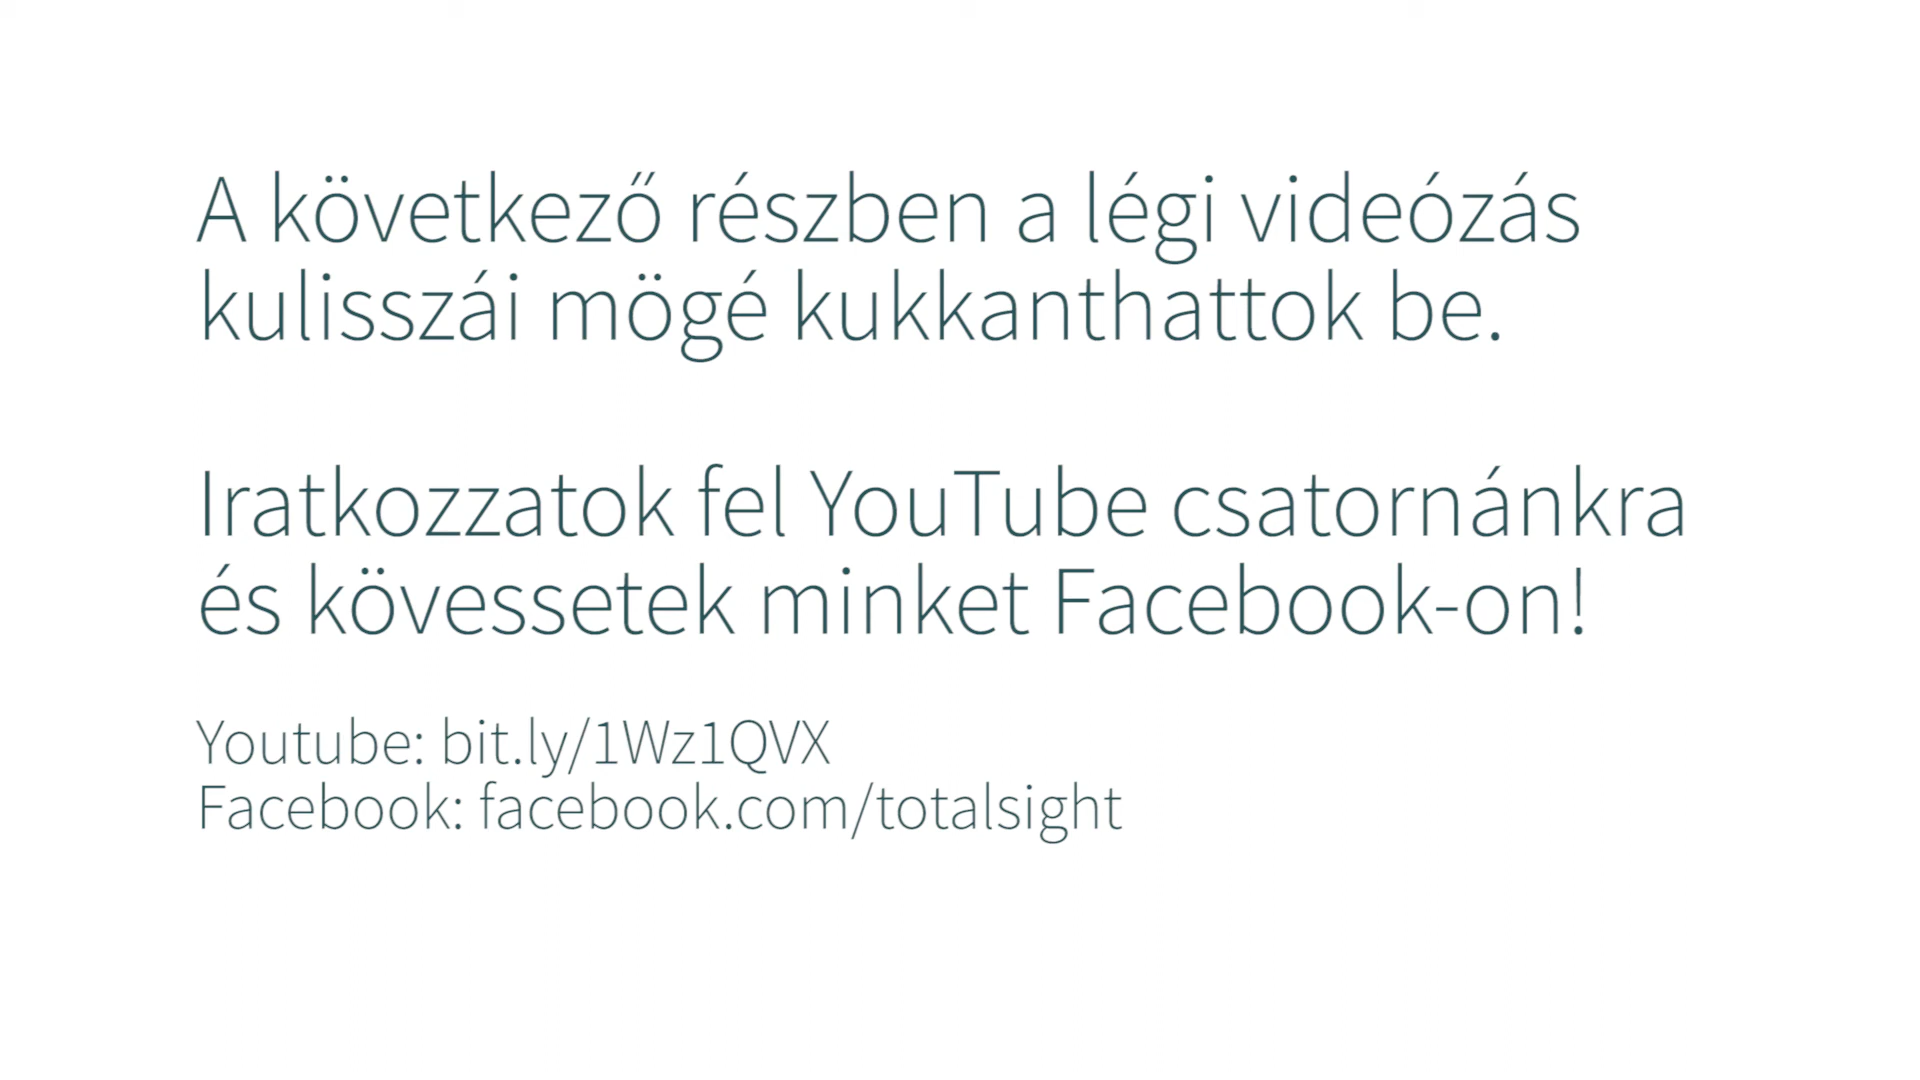 A következő részben a légi videózás
kulisszái mögé kukkanthattok be.
Iratkozzatok fel YouTube csatornánkra
és kövessetek minket Facebook-on!
Youtube: bit.ly/1Wz1QVX
Facebook: facebook.com/totalsight